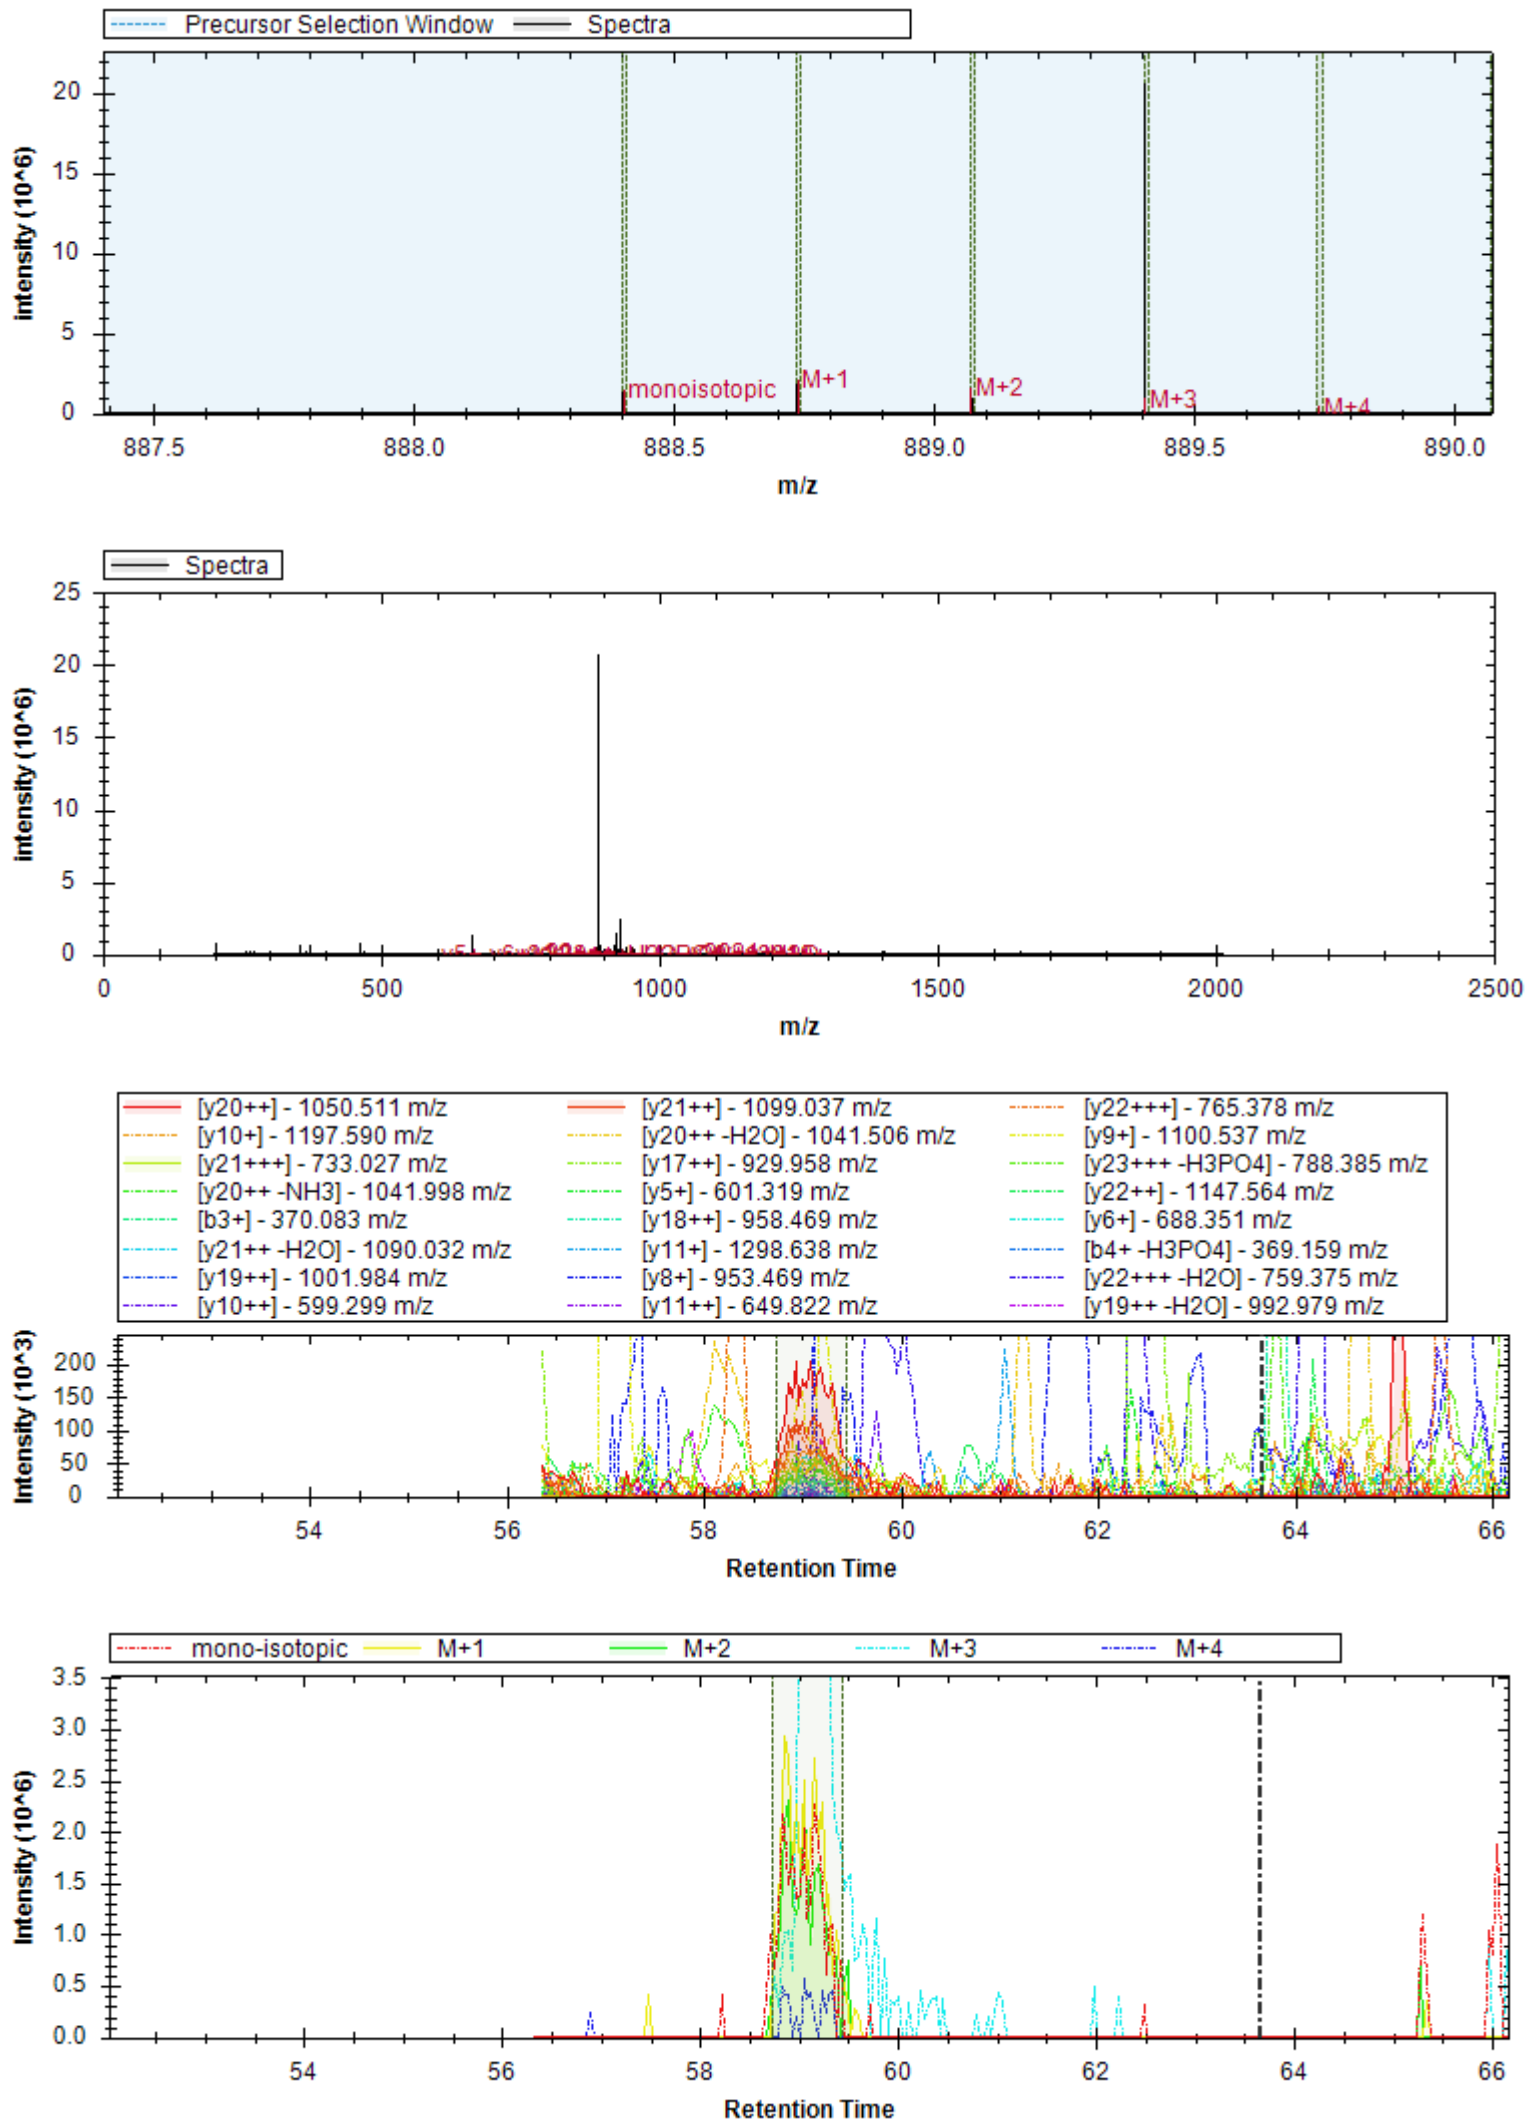 Precursor Selection Window Spectra
intensity (10^6)
20
15
10
5
0
monoisotopic M+1 M+2 M+3 M+4
887.5 888.0 888.5 889.0 889.5 890.0
m/z
Spectra
intensity (10^6)
25
20
15
10
5
0
0 500 1000 1500 2000 2500
m/z
[y20++] - 1050.511 m/z [y21++] - 1099.037 m/z [y22+++] - 765.378 m/z
[y10+] - 1197.590 m/z [y20++ -H2O] - 1041.506 m/z [y9+] - 1100.537 m/z
[y21+++] - 733.027 m/z [y17++] - 929.958 m/z [y23+++ -H3PO4] - 788.385 m/z
[y20++ -NH3] - 1041.998 m/z [y5+] - 601.319 m/z [y22++] - 1147.564 m/z
[b3+] - 370.083 m/z [y18++] - 958.469 m/z [y6+] - 688.351 m/z
[y21++ -H2O] - 1090.032 m/z [y11+] - 1298.638 m/z [b4+ -H3PO4] - 369.159 m/z
[y19++] - 1001.984 m/z [y8+] - 953.469 m/z [y22+++ -H2O] - 759.375 m/z
[y10++] - 599.299 m/z [y11++] - 649.822 m/z [y19++ -H2O] - 992.979 m/z
Intensity (10^3)
200
150
100
50
0
54 56 58 60 62 64 66
Retention Time
mono-isotopic M+1 M+2 M+3 M+4
Intensity (10^6)
3.5
3.0
2.5
2.0
1.5
1.0
0.5
0.0
54 56 58 60 62 64 66
Retention Time